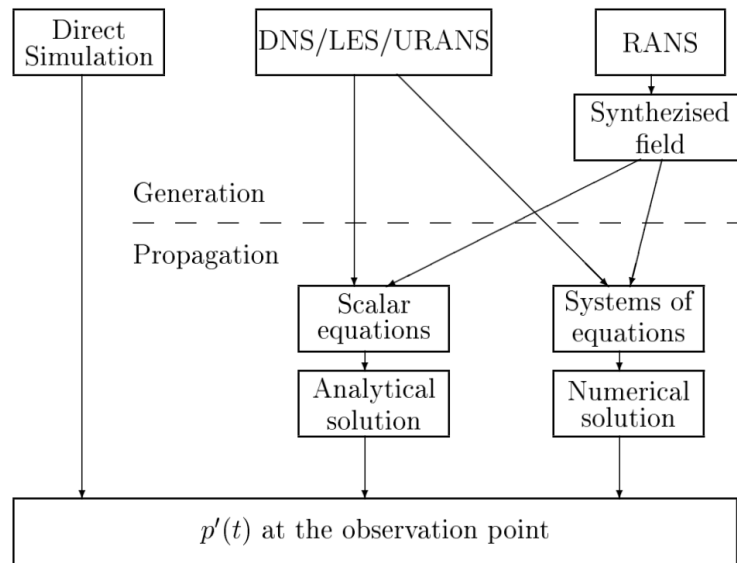 Direct
Simulation
DNS/LES/URANS
RANS
Synthezised
field
Generation
Propagation
Scalar
equations
Systems of
equations
Analytical
solution
Numerical
solution
p′(t) at the observation point